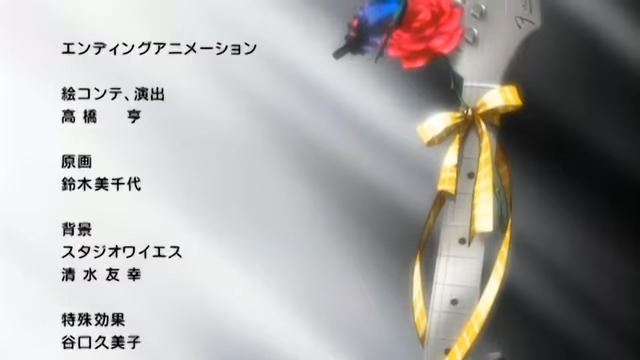 エンディングアニメーション
絵コンテ、演出
高橋 亨
原画
鈴木美千代
背景
スタジオワイエス
清水友幸
特殊効果
谷口久美子